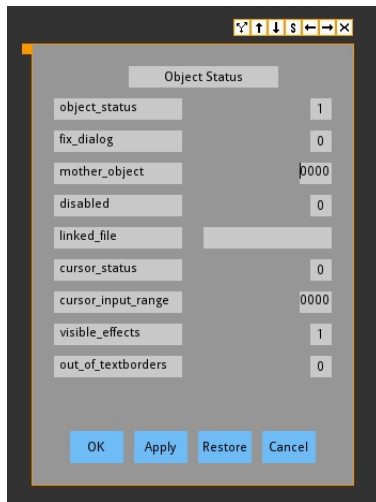 S
Object Status
object_status 1
fix_dialog 0
mother_object 0000
disabled 0
linked_file
cursor_status 0
cursor_input_range 0000
visible_effects 1
out_of_textborders 0
OK Apply Restore Cancel